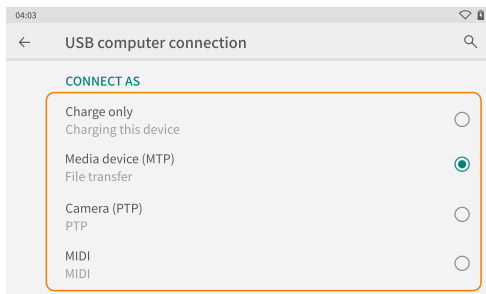 04:03
USB computer connection
CONNECT AS
Charge only
Charging this device
Media device (MTP)
File transfer
Camera (PTP)
PTP
MIDI
MIDI